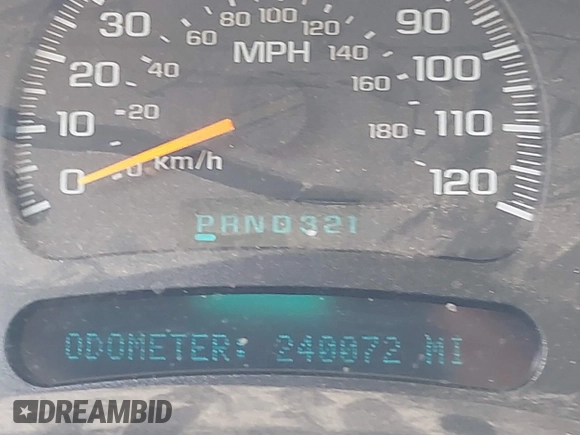 80 100 120
30 60 MPH 140 90
20 40 160 100
10 20 180 110
0 0 km/h 120
PRND321
ODOMETER: 240072 MI
DREAMBID